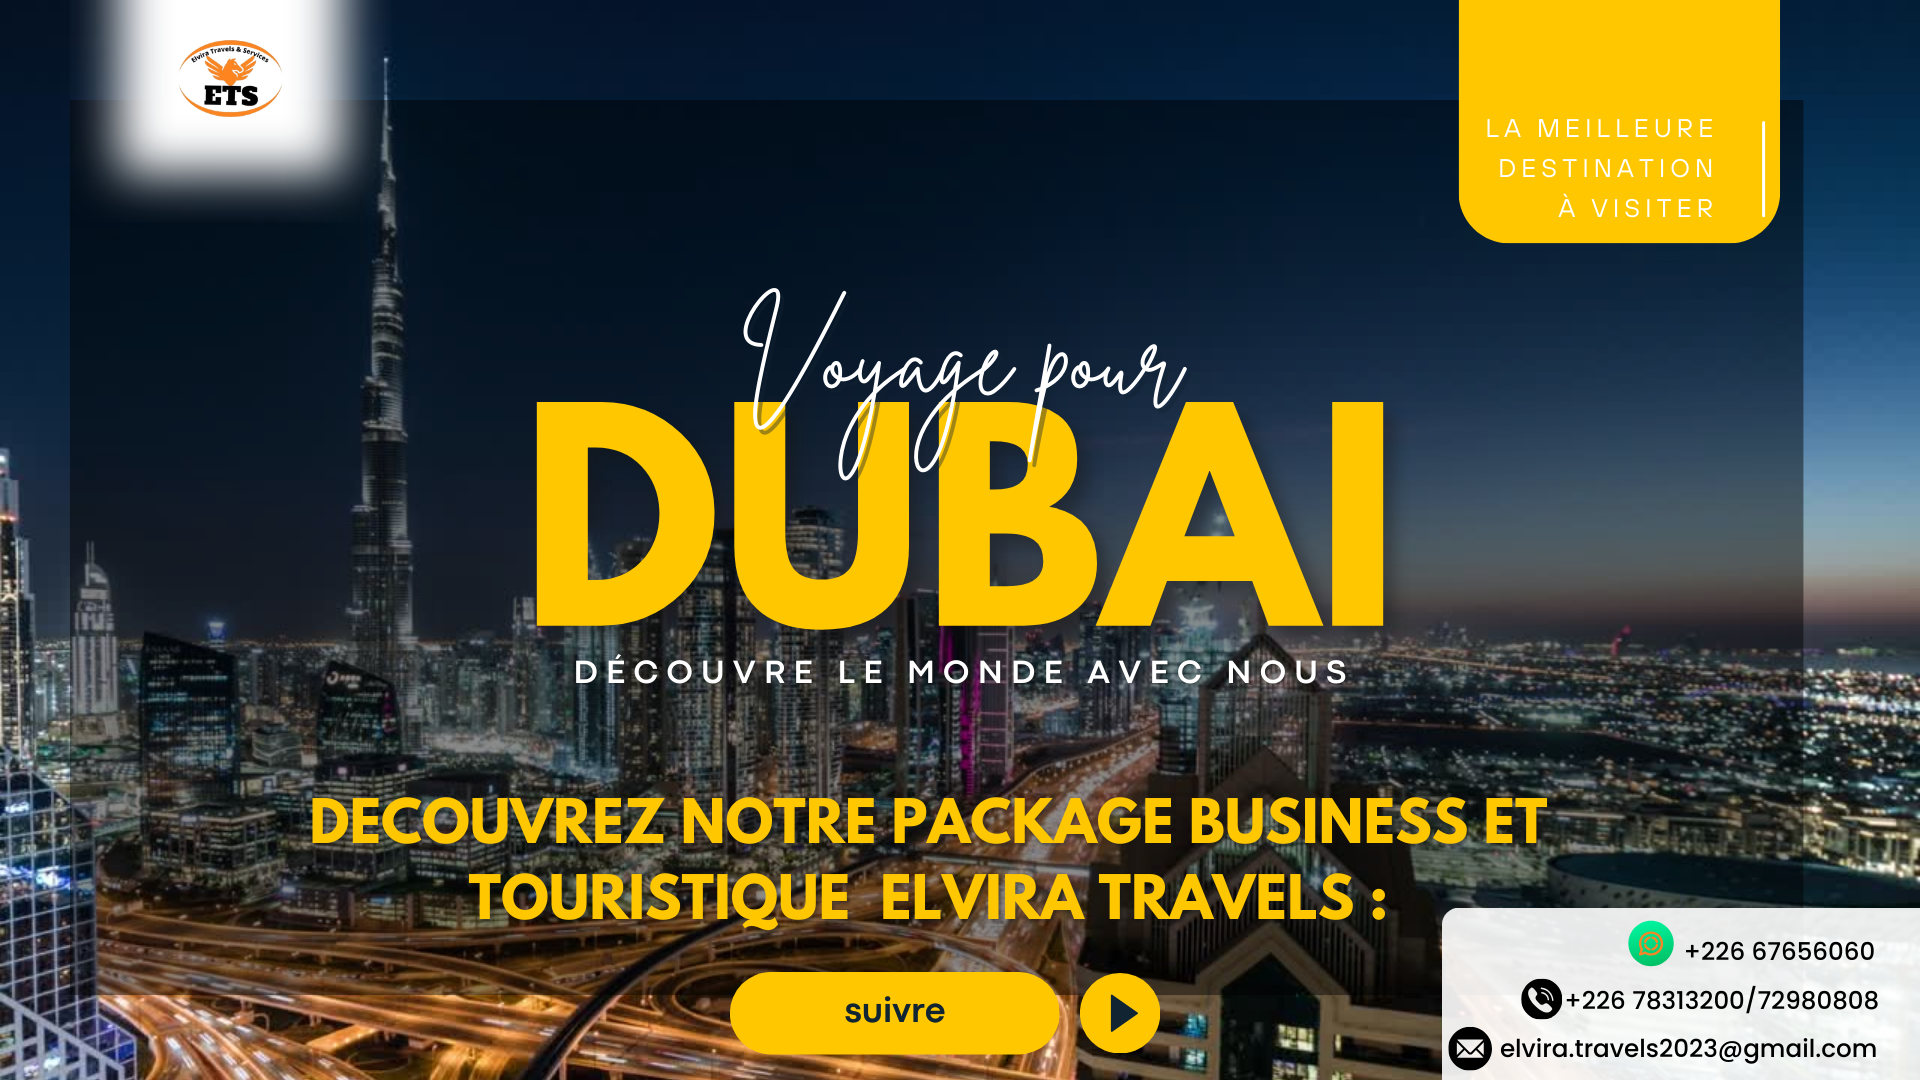 Elvira Travels & Services
ETS
LA MEILLEURE
DESTINATION
À VISITER
Voyage pour
DUBAI
DÉCOUVRE LE MONDE AVEC NOUS
DECOUVREZ NOTRE PACKAGE BUSINESS ET
TOURISTIQUE ELVIRA TRAVELS :
suivre
+226 67656060
+226 78313200/72980808
elvira.travels2023@gmail.com